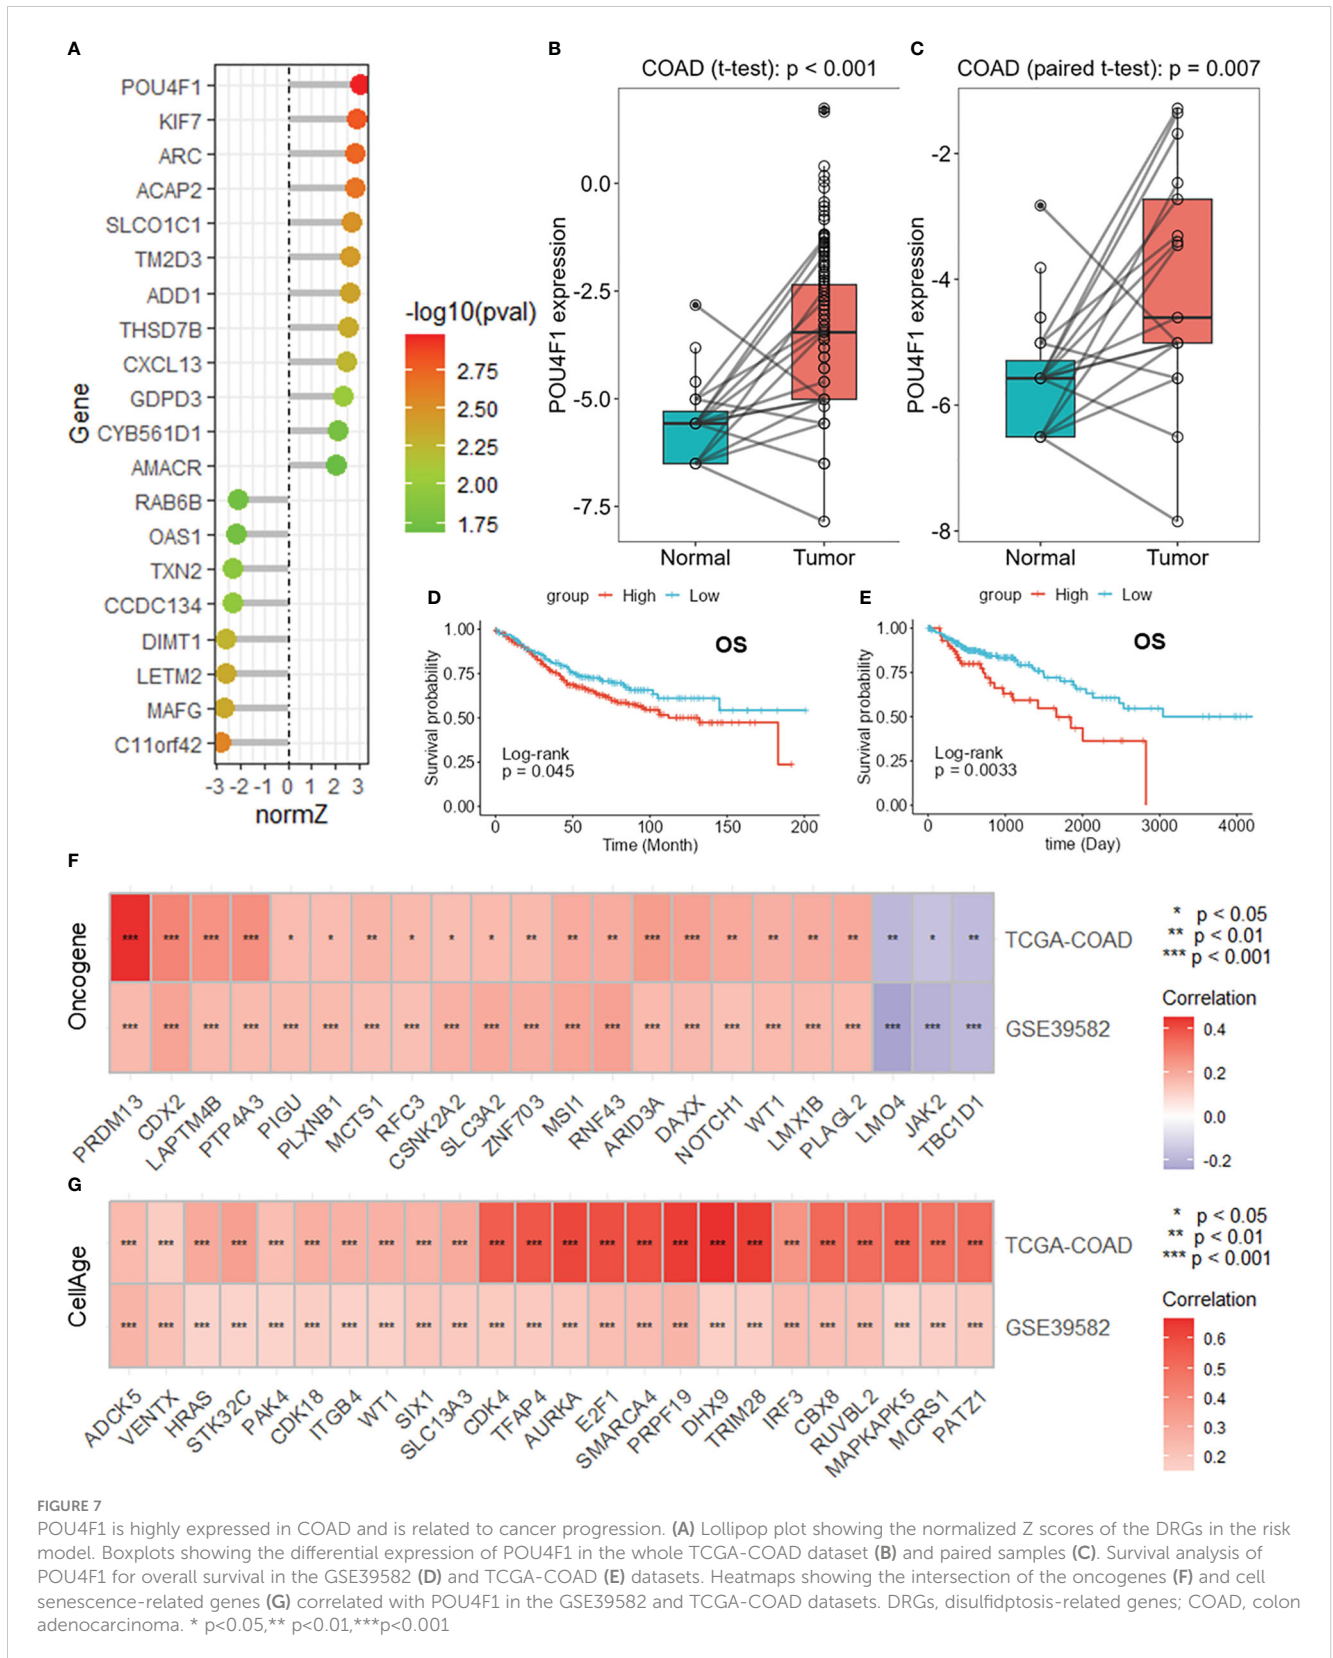 A
Gene
POU4F1
KIF7
ARC
ACAP2
SLCO1C1
TM2D3
ADD1
THSD7B
CXCL13
GDPD3
CYB561D1
AMACR
RAB6B
OAS1
TXN2
CCDC134
DIMT1
LETM2
MAFG
C11orf42
-3 -2 -1 0 1 2 3
normZ
-log10(pval)
2.75
2.50
2.25
2.00
1.75
B
COAD (t-test): p < 0.001
POU4F1 expression
0.0
-2.5
-5.0
-7.5
Normal Tumor
C
COAD (paired t-test): p = 0.007
POU4F1 expression
-2
-4
-6
-8
Normal Tumor
D
group High Low
OS
Survival probability
1.00
0.75
0.50
0.25
0.00
Log-rank
p = 0.045
0 50 100 150 200
Time (Month)
E
group High Low
OS
Survival probability
1.00
0.75
0.50
0.25
0.00
Log-rank
p = 0.0033
0 1000 2000 3000 4000
time (Day)
F
Oncogene
*** *** *** *** * * ** * * * ** ** ** *** *** ** ** ** ** ** * **
TCGA-COAD
*** *** *** *** *** *** *** *** *** *** *** *** *** *** *** *** *** *** *** *** *** ***
GSE39582
PRDM13 CDX2 LAPTM4B PTP4A3 PIGU PLXNB1 MCTS1 RFC3 CSNK2A2 SLC3A2 ZNF703 MSI1 RNF43 ARID3A DAXX NOTCH1 WT1 LMX1B PLAGL2 LMO4 JAK2 TBC1D1
* p < 0.05
** p < 0.01
*** p < 0.001
Correlation
0.4
0.2
0.0
-0.2
G
CellAge
*** *** *** *** *** *** *** *** *** *** *** *** *** *** *** *** *** *** *** *** *** *** *** ***
TCGA-COAD
*** *** *** *** *** *** *** *** *** *** *** *** *** *** *** *** *** *** *** *** *** *** *** ***
GSE39582
ADCK5 VENTX HRAS STK32C PAK4 CDK18 ITGB4 WT1 SIX1 SLC13A3 CDK4 TFAP4 AURKA E2F1 SMARCA4 PRPF19 DHX9 TRIM28 IRF3 CBX8 RUVBL2 MAPKAPK5 MCRS1 PATZ1
* p < 0.05
** p < 0.01
*** p < 0.001
Correlation
0.6
0.5
0.4
0.3
0.2
FIGURE 7
POU4F1 is highly expressed in COAD and is related to cancer progression. (A) Lollipop plot showing the normalized Z scores of the DRGs in the risk
model. Boxplots showing the differential expression of POU4F1 in the whole TCGA-COAD dataset (B) and paired samples (C). Survival analysis of
POU4F1 for overall survival in the GSE39582 (D) and TCGA-COAD (E) datasets. Heatmaps showing the intersection of the oncogenes (F) and cell
senescence-related genes (G) correlated with POU4F1 in the GSE39582 and TCGA-COAD datasets. DRGs, disulfidptosis-related genes; COAD, colon
adenocarcinoma. * p<0.05,** p<0.01,***p<0.001